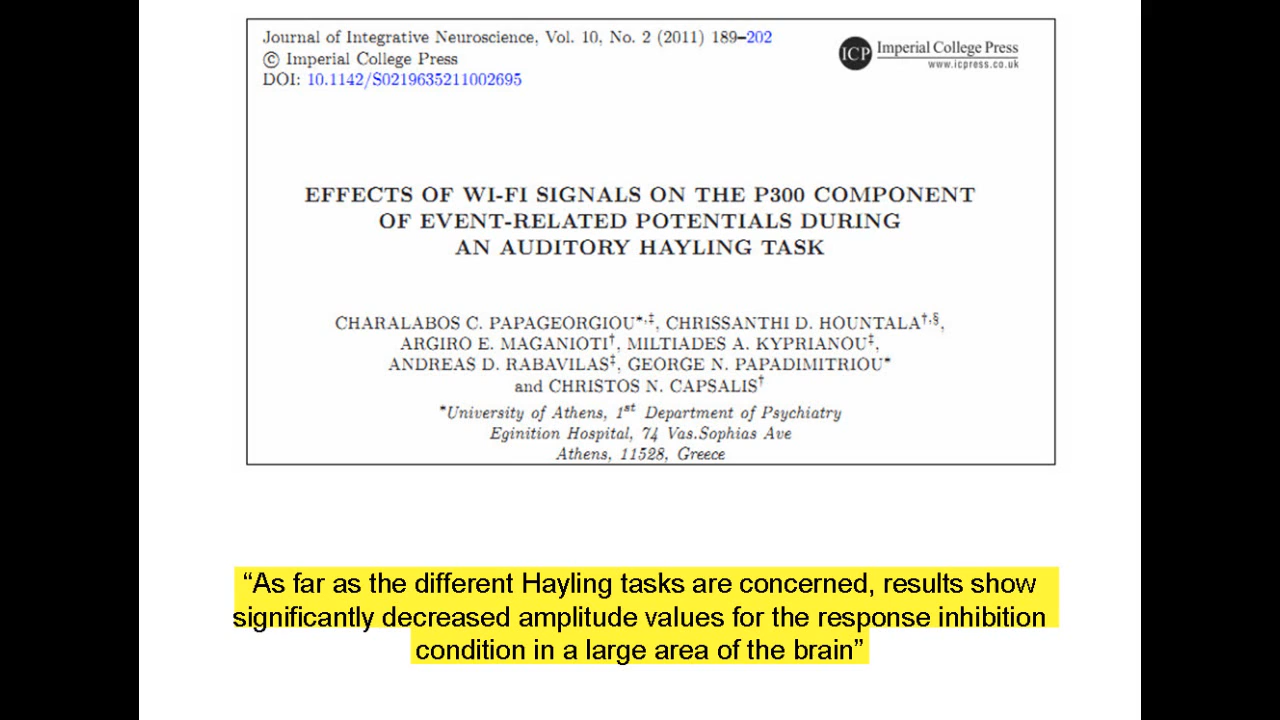 Journal of Integrative Neuroscience, Vol. 10, No. 2 (2011) 189–202
© Imperial College Press
DOI: 10.1142/S0219635211002695
ICP Imperial College Press
www.icpress.co.uk
EFFECTS OF WI-FI SIGNALS ON THE P300 COMPONENT
OF EVENT-RELATED POTENTIALS DURING
AN AUDITORY HAYLING TASK
CHARALABOS C. PAPAGEORGIOU*,‡, CHRISSANTHI D. HOUNTALA†,§,
ARGIRO E. MAGANIOTI†, MILTIADES A. KYPRIANOU‡,
ANDREAS D. RABAVILAS‡, GEORGE N. PAPADIMITRIOU*
and CHRISTOS N. CAPSALIS†
*University of Athens, 1st Department of Psychiatry
Eginition Hospital, 74 Vas.Sophias Ave
Athens, 11528, Greece
“As far as the different Hayling tasks are concerned, results show
significantly decreased amplitude values for the response inhibition
condition in a large area of the brain”